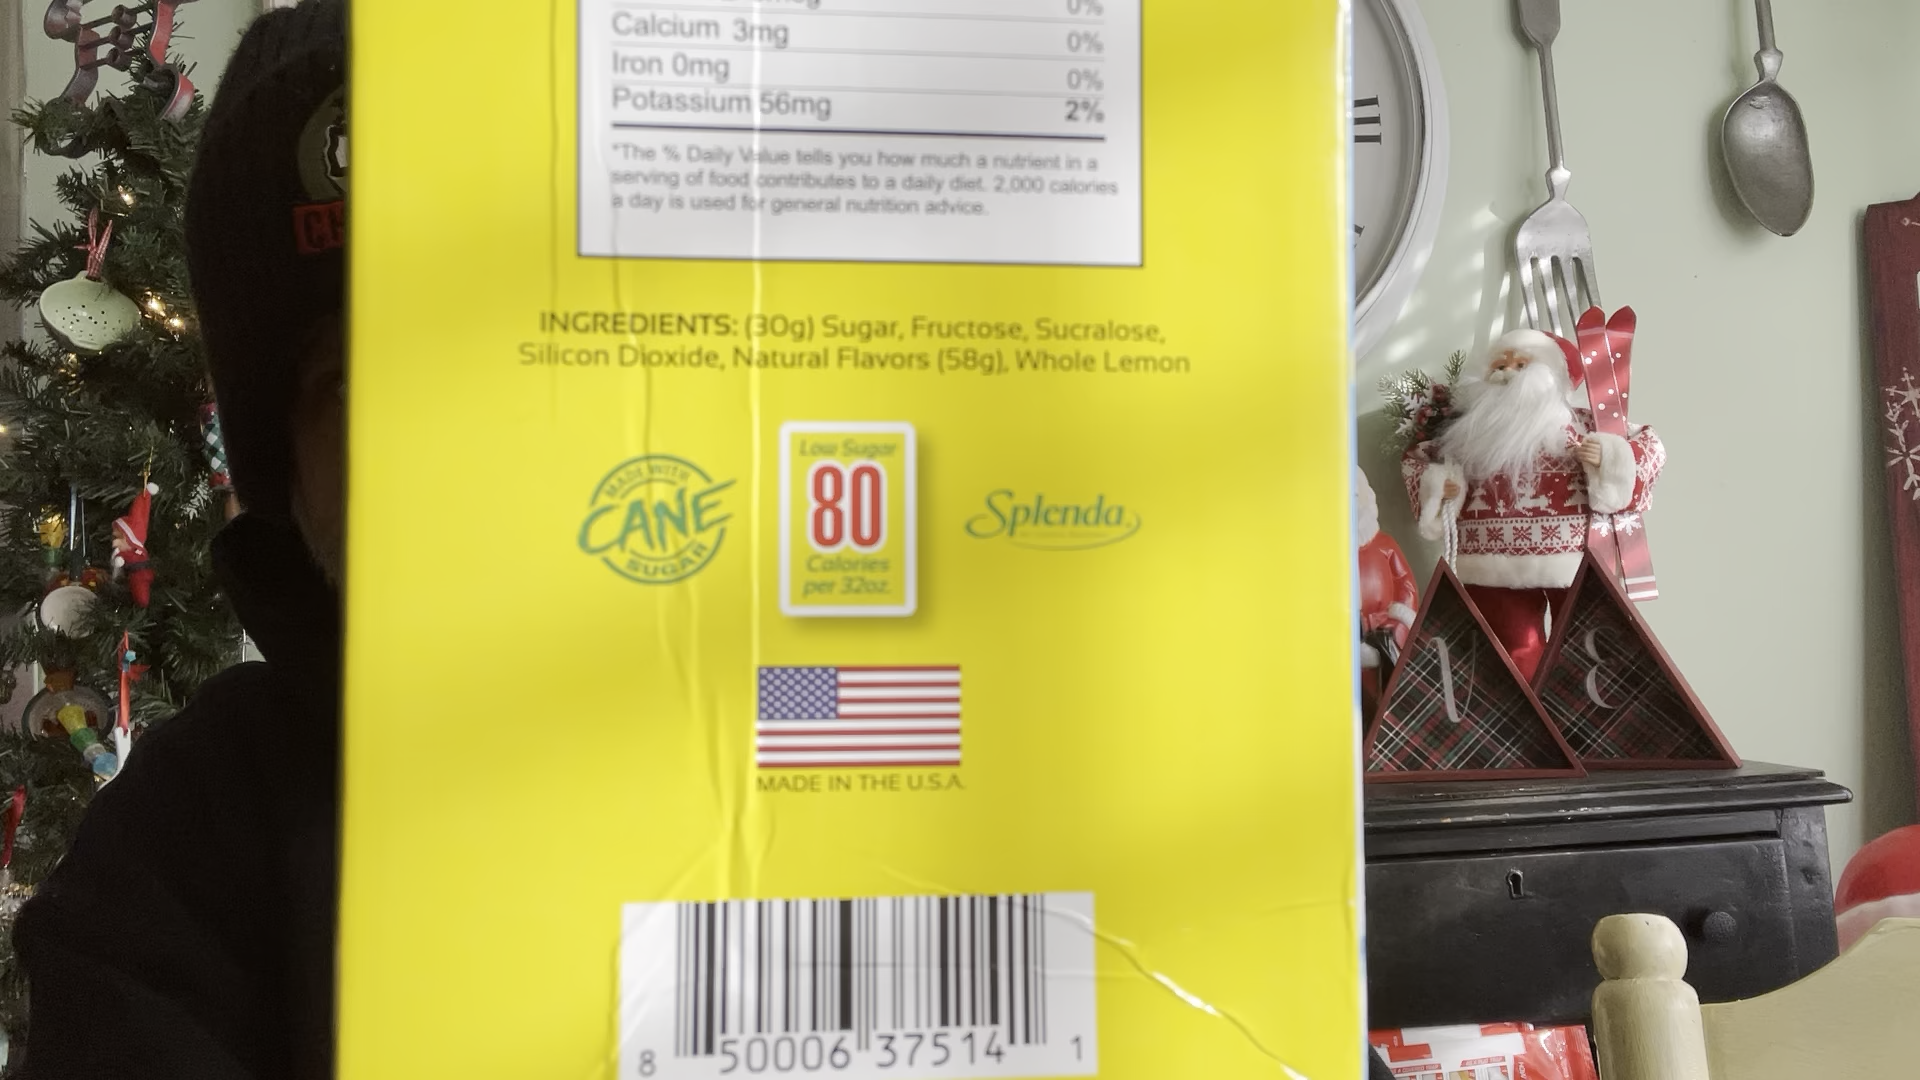 0%
Calcium 3mg 0%
Iron 0mg 0%
Potassium 56mg 2%
*The % Daily Value tells you how much a nutrient in a
serving of food contributes to a daily diet. 2,000 calories
a day is used for general nutrition advice.
INGREDIENTS: (30g) Sugar, Fructose, Sucralose,
Silicon Dioxide, Natural Flavors (58g), Whole Lemon
MADE WITH
CANE
SUGAR
Low Sugar
80
Calories
per 32oz.
Splenda
MADE IN THE U.S.A.
8 50006 37514 1
III
V E